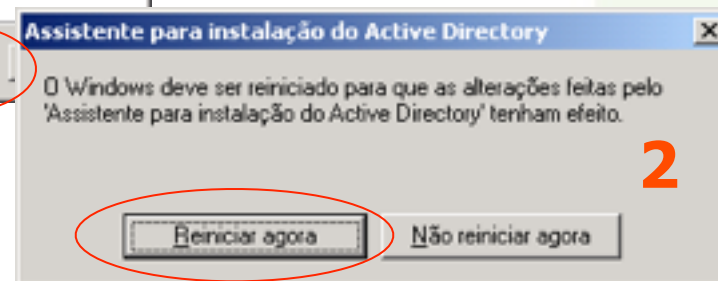 Assistente para instalação do Active Directory
O Windows deve ser reiniciado para que as alterações feitas pelo
'Assistente para instalação do Active Directory' tenham efeito.
2
Reiniciar agora
Não reiniciar agora